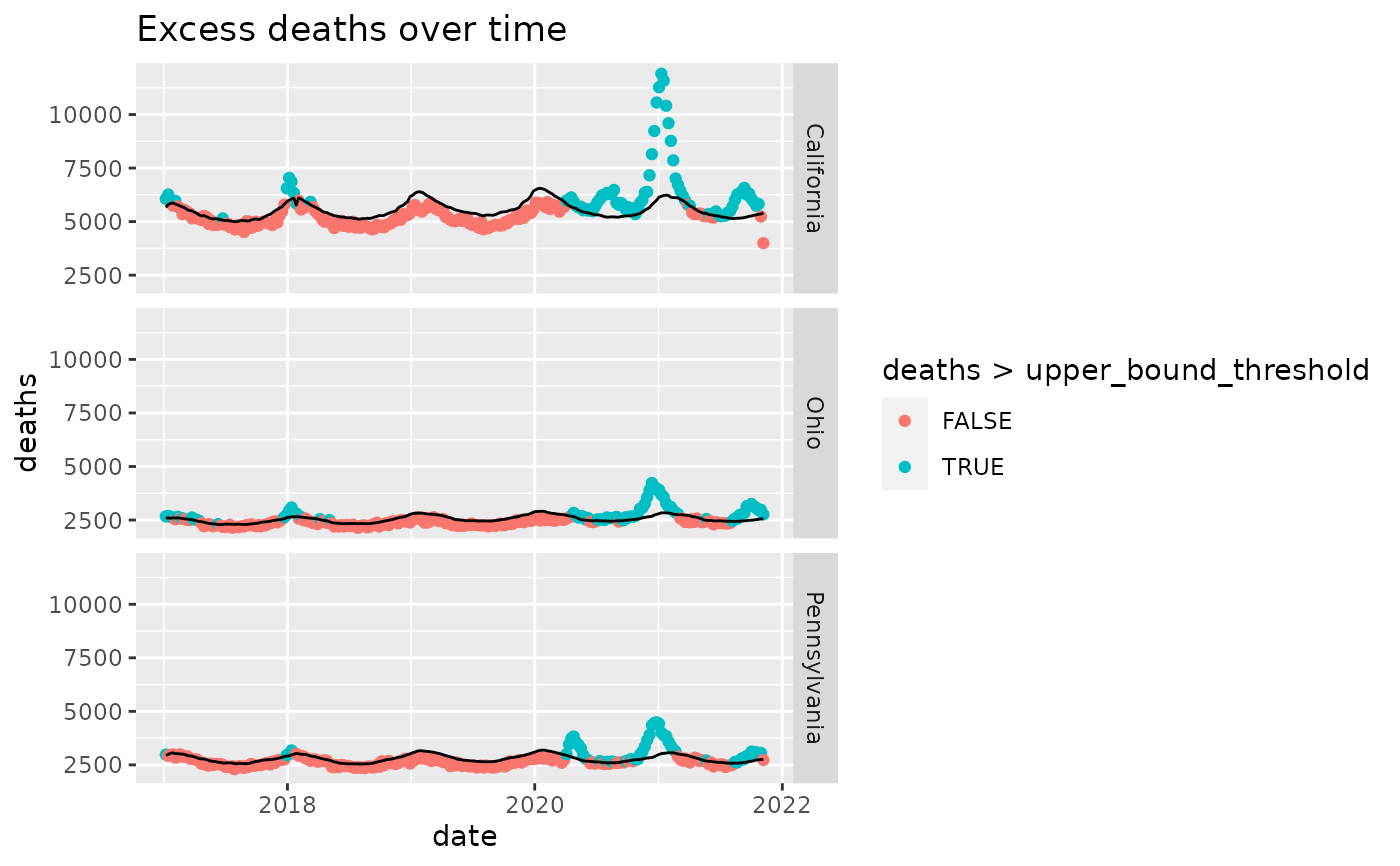 Excess deaths over time
10000
7500
5000
2500
California
10000
7500
5000
2500
Ohio
10000
7500
5000
2500
Pennsylvania
2018
2020
2022
date
deaths
deaths > upper_bound_threshold
FALSE
TRUE